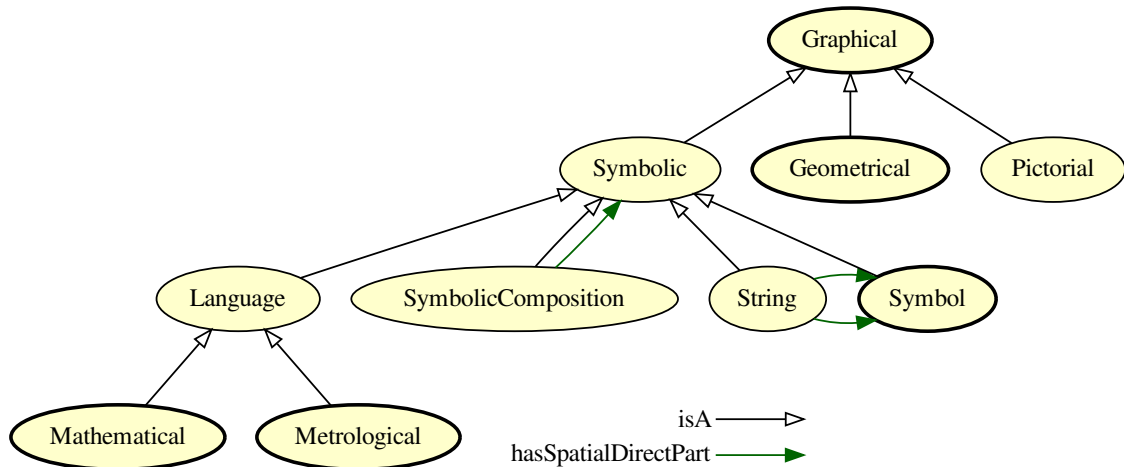 Graphical
Symbolic
Geometrical
Pictorial
Language
SymbolicComposition
String
Symbol
Mathematical
Metrological
isA
hasSpatialDirectPart